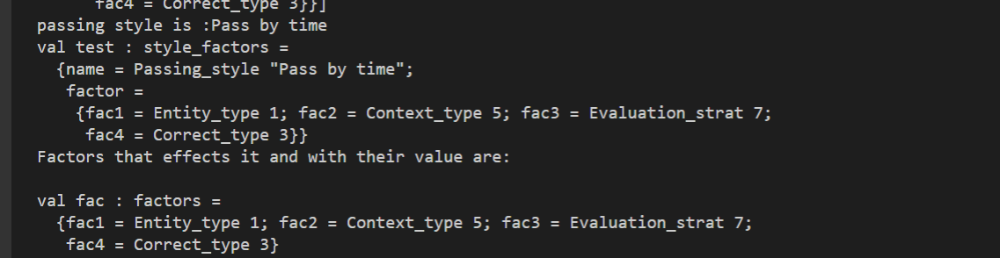 fac4 = Correct_type 3}}]
passing style is :Pass by time
val test : style_factors =
  {name = Passing_style "Pass by time";
   factor =
    {fac1 = Entity_type 1; fac2 = Context_type 5; fac3 = Evaluation_strat 7;
     fac4 = Correct_type 3}}
Factors that effects it and with their value are:

val fac : factors =
  {fac1 = Entity_type 1; fac2 = Context_type 5; fac3 = Evaluation_strat 7;
   fac4 = Correct_type 3}